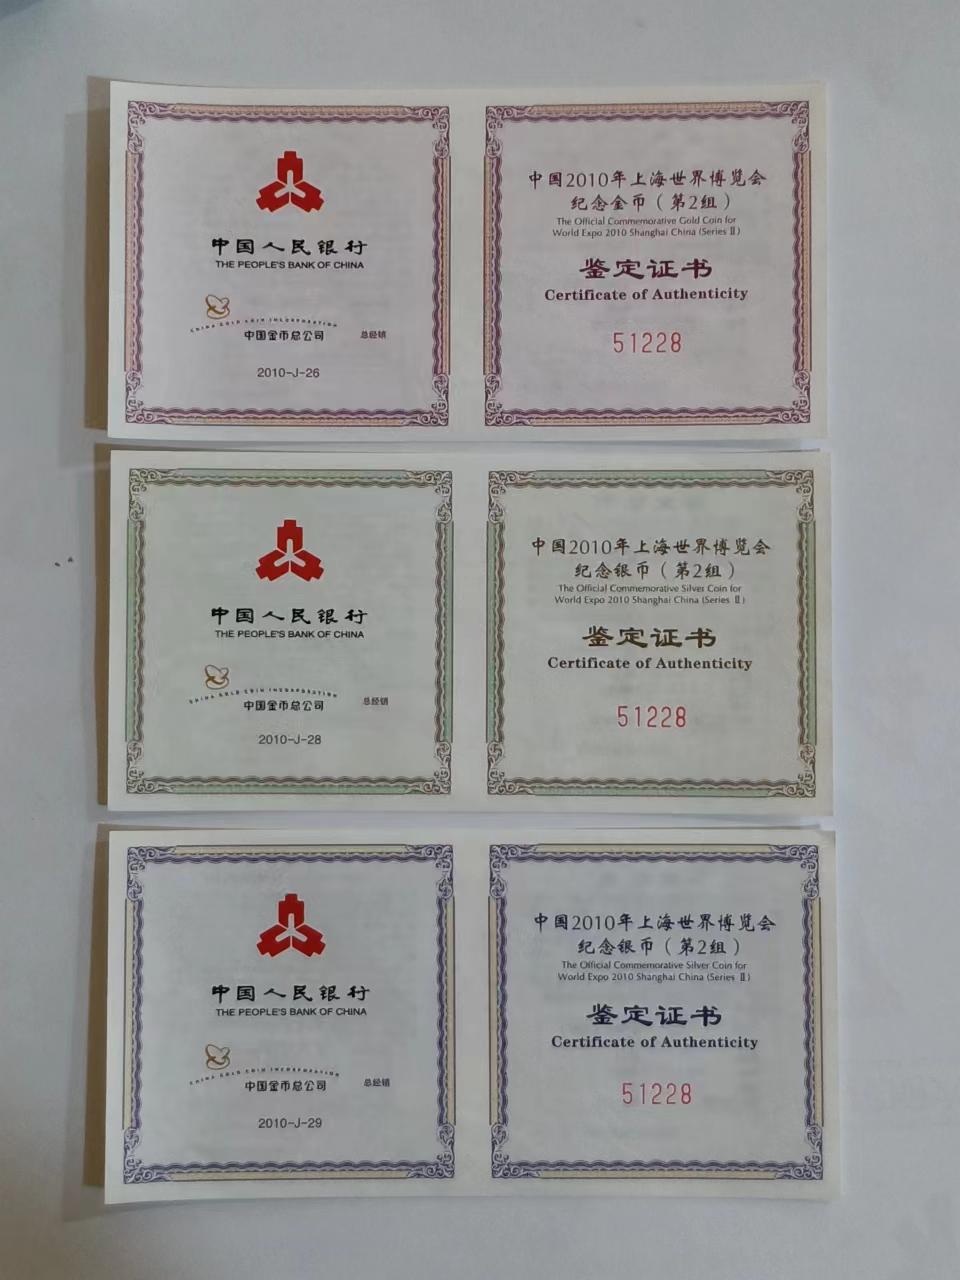 中国人民银行
THE PEOPLE'S BANK OF CHINA
CHINA GOLD COIN INCORPORATION
中国金币总公司 总经销
2010-J-26
中国2010年上海世界博览会
纪念金币（第2组）
The Official Commemorative Gold Coin for
World Expo 2010 Shanghai China (Series Ⅱ)
鉴定证书
Certificate of Authenticity
51228
中国人民银行
THE PEOPLE'S BANK OF CHINA
CHINA GOLD COIN INCORPORATION
中国金币总公司 总经销
2010-J-28
中国2010年上海世界博览会
纪念银币（第2组）
The Official Commemorative Silver Coin for
World Expo 2010 Shanghai China (Series Ⅱ)
鉴定证书
Certificate of Authenticity
51228
中国人民银行
THE PEOPLE'S BANK OF CHINA
CHINA GOLD COIN INCORPORATION
中国金币总公司 总经销
2010-J-29
中国2010年上海世界博览会
纪念银币（第2组）
The Official Commemorative Silver Coin for
World Expo 2010 Shanghai China (Series Ⅱ)
鉴定证书
Certificate of Authenticity
51228